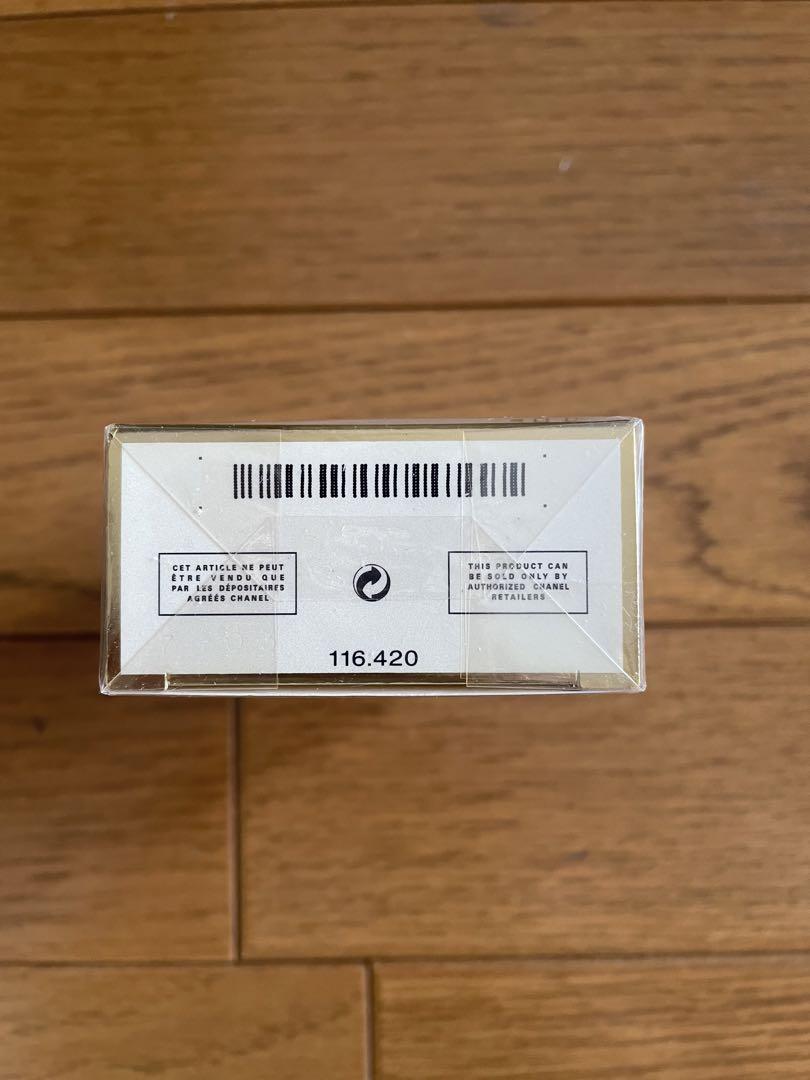 CET ARTICLE NE PEUT
ÊTRE VENDU QUE
PAR LES DÉPOSITAIRES
AGRÉÉS CHANEL
THIS PRODUCT CAN
BE SOLD ONLY BY
AUTHORIZED CHANEL
RETAILERS
116.420